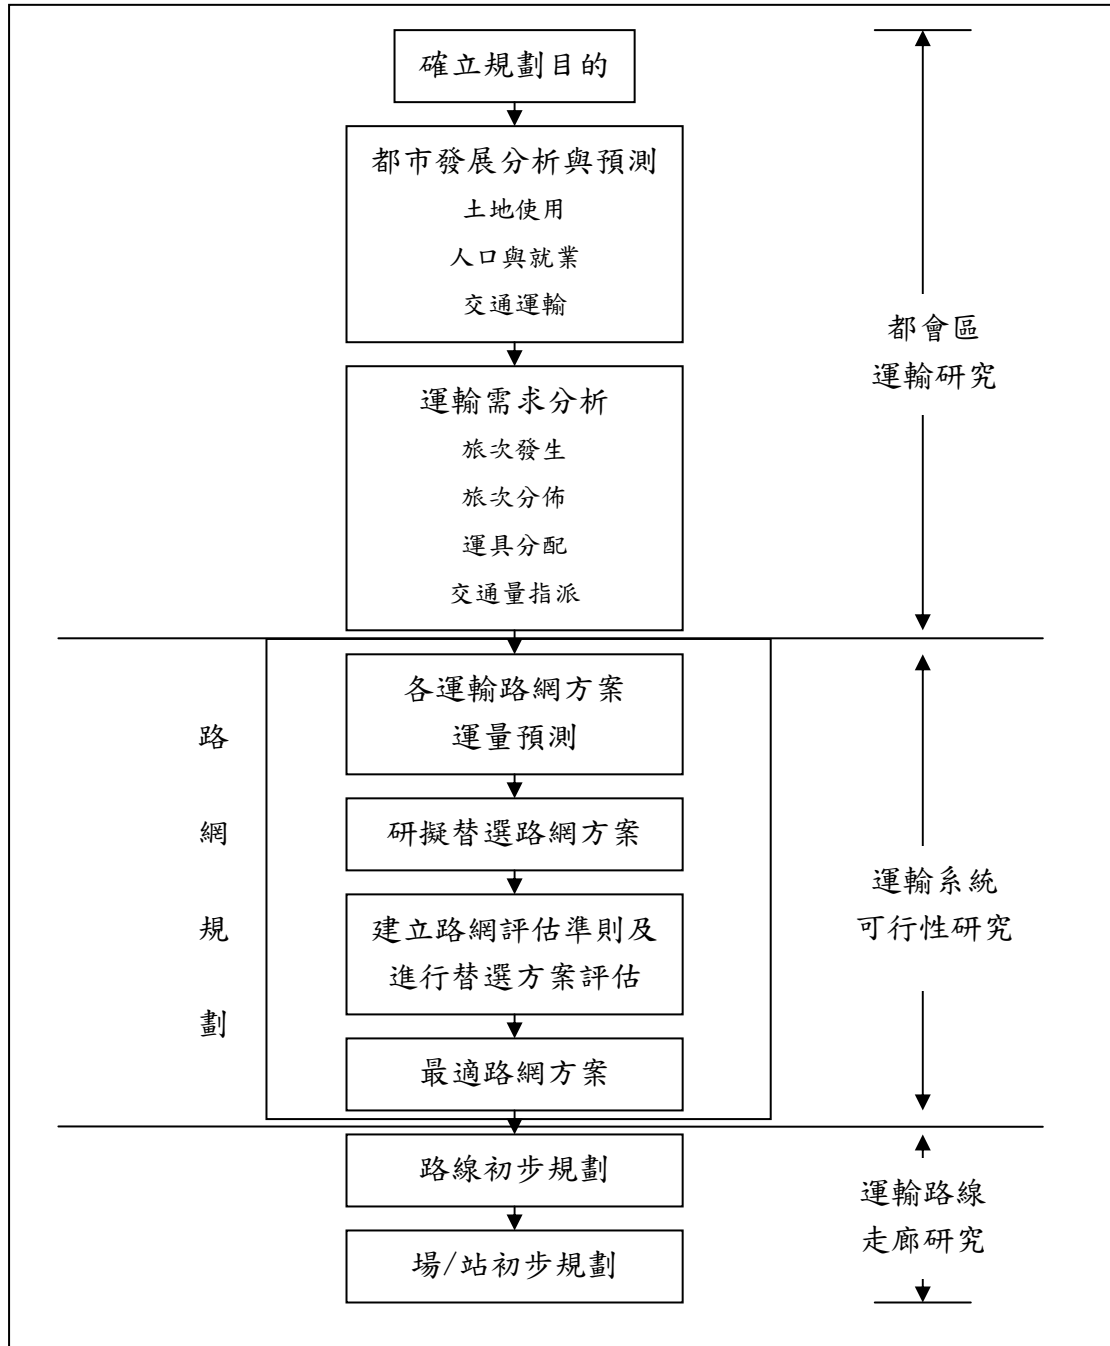 確立規劃目的
都市發展分析與預測
土地使用
人口與就業
交通運輸
運輸需求分析
旅次發生
旅次分佈
運具分配
交通量指派
都會區
運輸研究
路
網
規
劃
各運輸路網方案
運量預測
研擬替選路網方案
建立路網評估準則及
進行替選方案評估
最適路網方案
運輸系統
可行性研究
路線初步規劃
場/站初步規劃
運輸路線
走廊研究